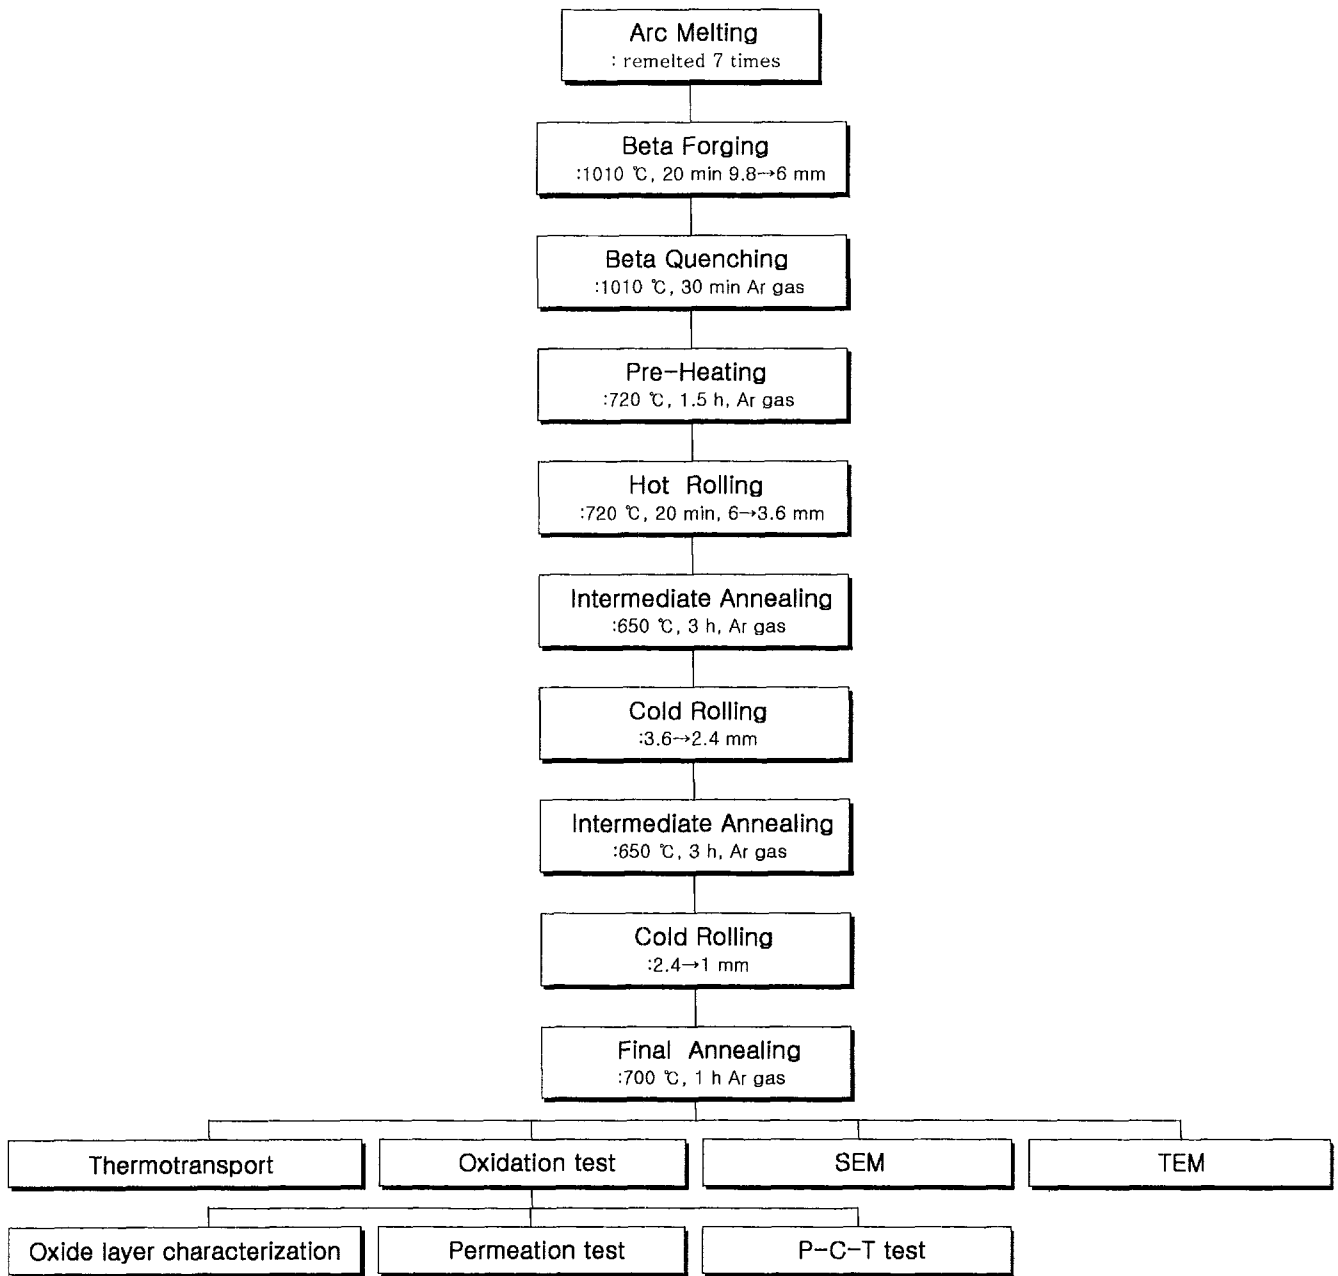 Arc Melting
: remelted 7 times
Beta Forging
:1010 ℃, 20 min 9.8→6 mm
Beta Quenching
:1010 ℃, 30 min Ar gas
Pre-Heating
:720 ℃, 1.5 h, Ar gas
Hot Rolling
:720 ℃, 20 min, 6→3.6 mm
Intermediate Annealing
:650 ℃, 3 h, Ar gas
Cold Rolling
:3.6→2.4 mm
Intermediate Annealing
:650 ℃, 3 h, Ar gas
Cold Rolling
:2.4→1 mm
Final Annealing
:700 ℃, 1 h Ar gas
Thermotransport
Oxidation test
SEM
TEM
Oxide layer characterization
Permeation test
P-C-T test